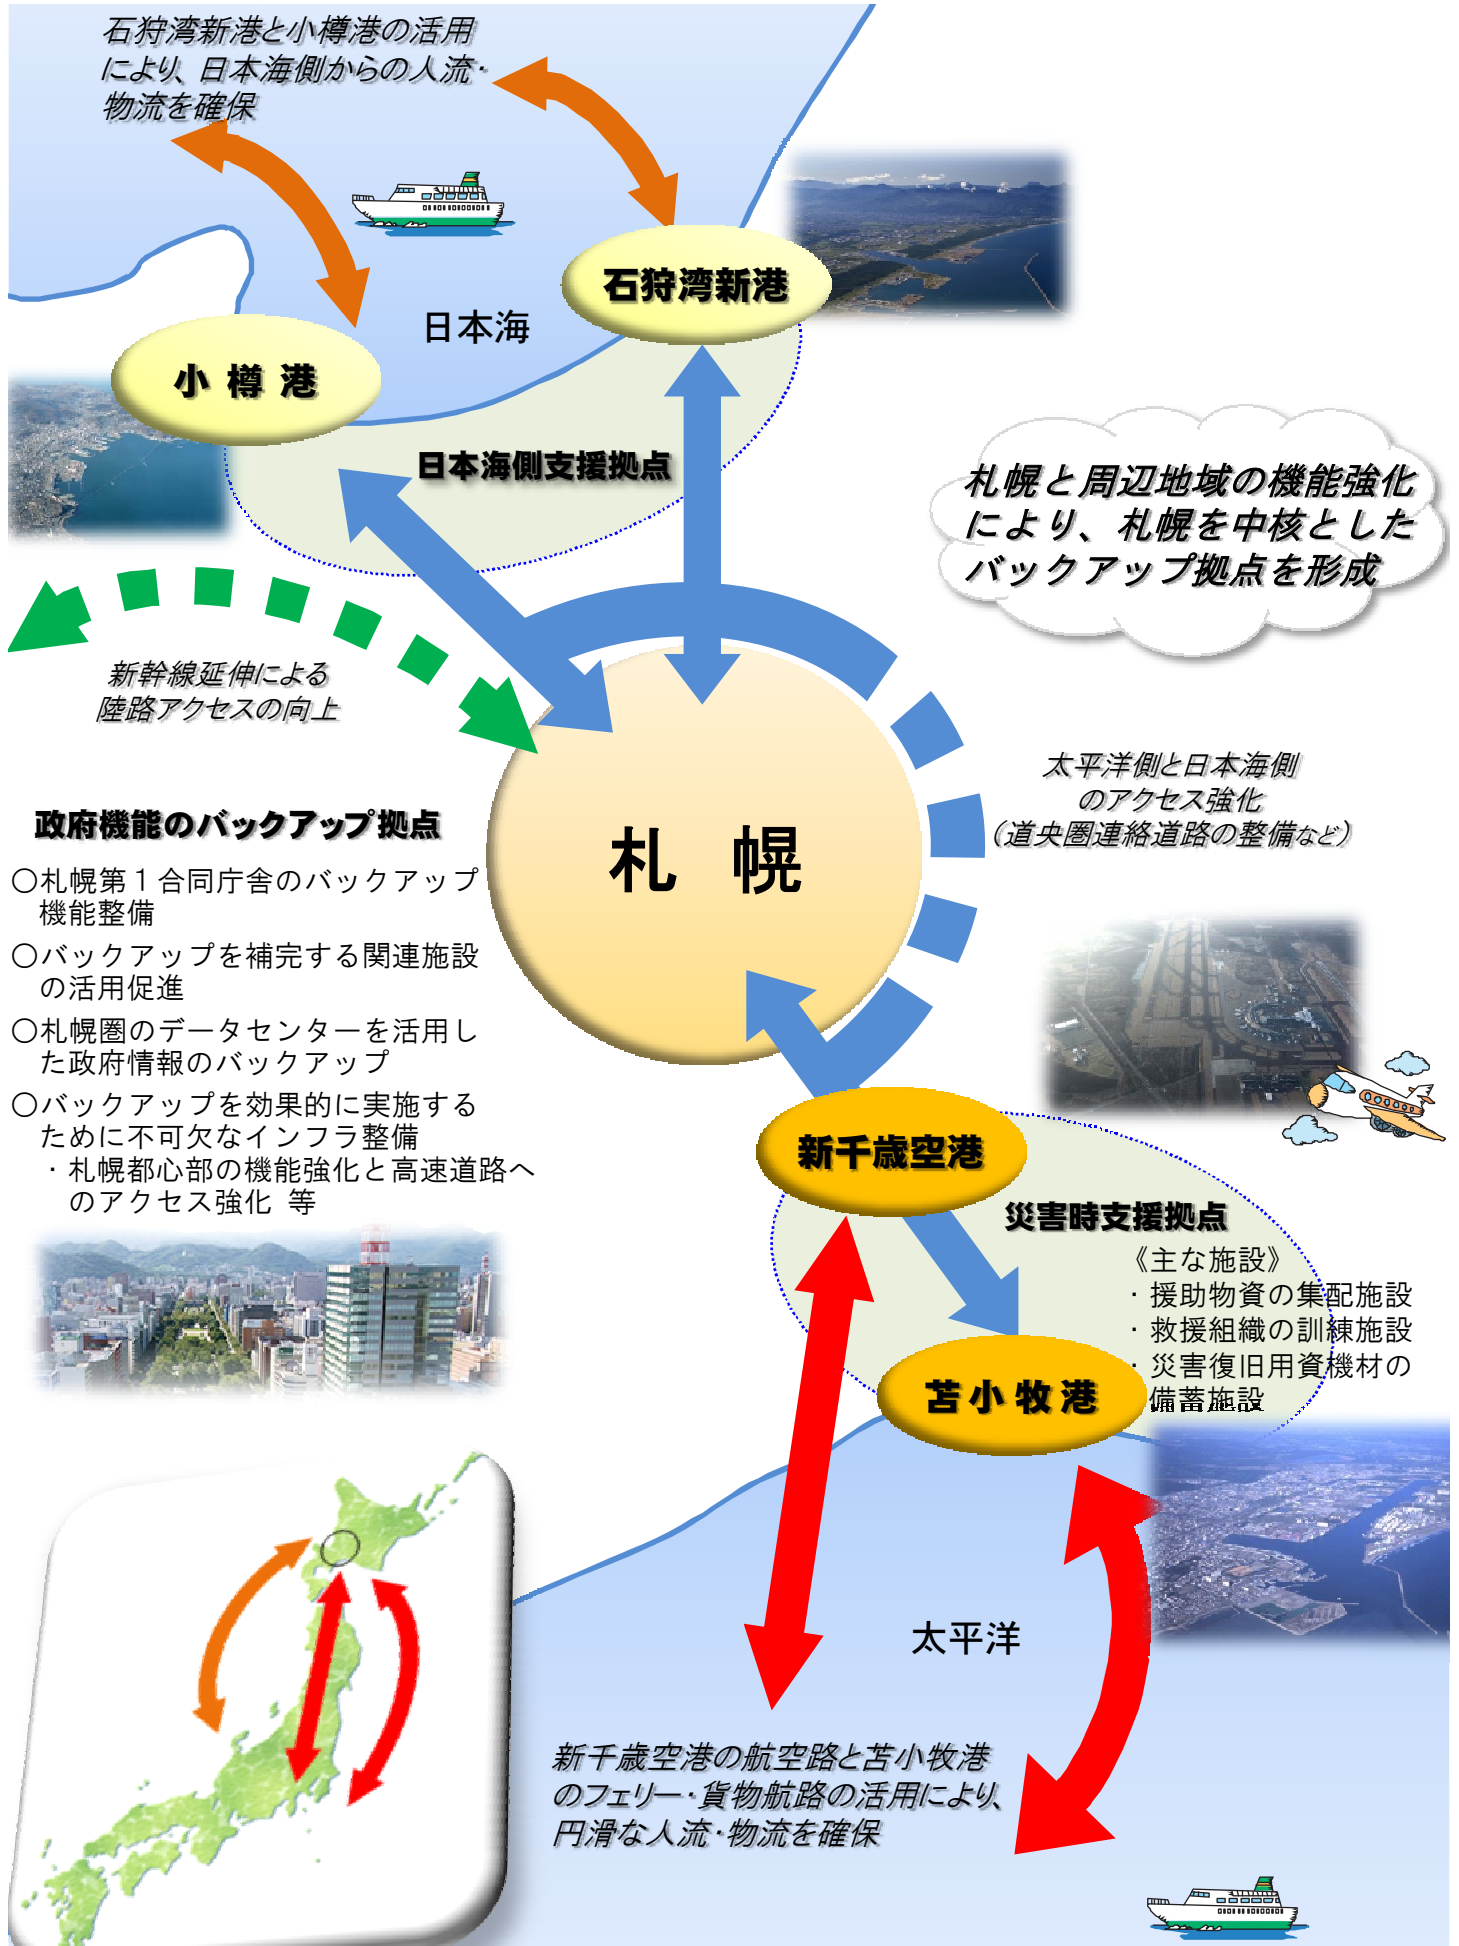 石狩湾新港と小樽港の活用
により、日本海側からの人流・
物流を確保
石狩湾新港
日本海
小 樽 港
日本海側支援拠点
札幌と周辺地域の機能強化
により、札幌を中核とした
バックアップ拠点を形成
新幹線延伸による
陸路アクセスの向上
太平洋側と日本海側
のアクセス強化
（道央圏連絡道路の整備など）
札 幌
政府機能のバックアップ拠点
○札幌第１合同庁舎のバックアップ
機能整備
○バックアップを補完する関連施設
の活用促進
○札幌圏のデータセンターを活用し
た政府情報のバックアップ
○バックアップを効果的に実施する
ために不可欠なインフラ整備
・札幌都心部の機能強化と高速道路へ
のアクセス強化 等
新千歳空港
災害時支援拠点
《主な施設》
・援助物資の集配施設
・救援組織の訓練施設
・災害復旧用資機材の
備蓄施設
苫小牧港
太平洋
新千歳空港の航空路と苫小牧港
のフェリー・貨物航路の活用により、
円滑な人流・物流を確保